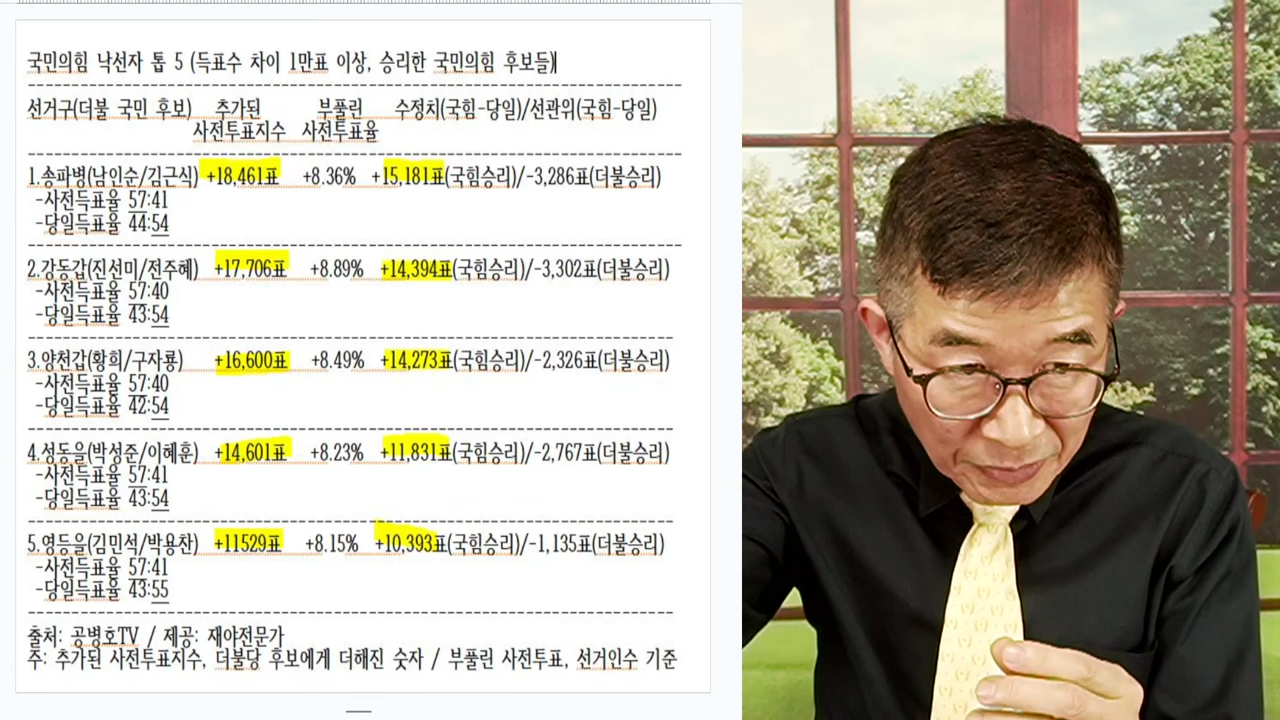 국민의힘 낙선자 톱 5 (득표수 차이 1만표 이상, 승리한 국민의힘 후보들)
선거구(더불 국민 후보) 추가된 부풀린 수정치(국힘-당일)/선관위(국힘-당일)
사전투표지수 사전투표율
1.송파병(남인순/김근식) +18,461표 +8.36% +15,181표(국힘승리)/-3,286표(더불승리)
-사전득표율 57:41
-당일득표율 44:54
2.강동갑(진선미/전주혜) +17,706표 +8.89% +14,394표(국힘승리)/-3,302표(더불승리)
-사전득표율 57:40
-당일득표율 43:54
3.양천갑(황희/구자룡) +16,600표 +8.49% +14,273표(국힘승리)/-2,326표(더불승리)
-사전득표율 57:40
-당일득표율 42:54
4.성동을(박성준/이혜훈) +14,601표 +8.23% +11,831표(국힘승리)/-2,767표(더불승리)
-사전득표율 57:41
-당일득표율 43:54
5.영등을(김민석/박용찬) +11529표 +8.15% +10,393표(국힘승리)/-1,135표(더불승리)
-사전득표율 57:41
-당일득표율 43:55
출처: 공병호TV / 제공: 재야전문가
주: 추가된 사전투표지수, 더불당 후보에게 더해진 숫자 / 부풀린 사전투표, 선거인수 기준